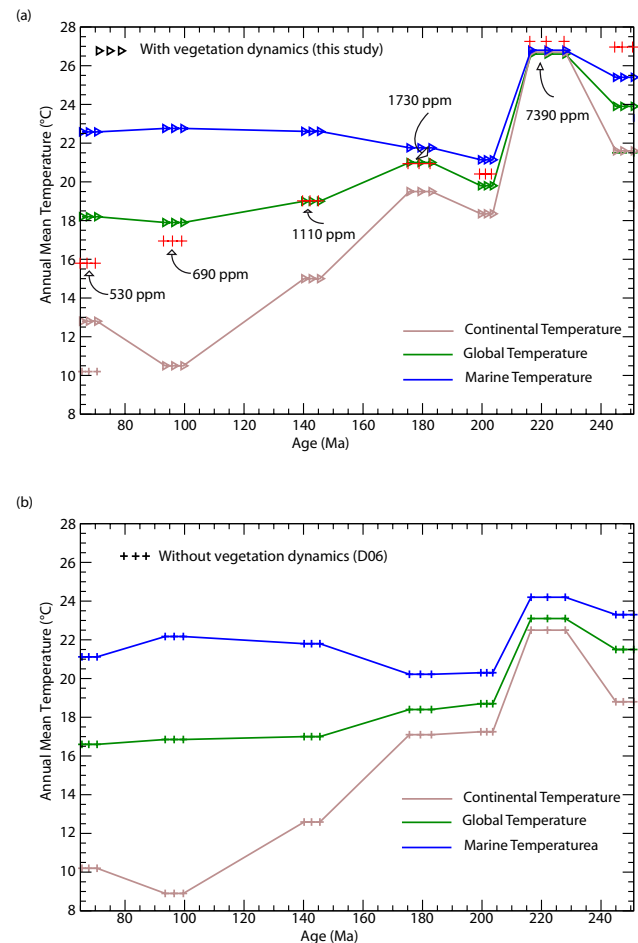 (a)
28
26
24
22
20
18
16
14
12
10
8
Annual Mean Temperature (°C)
With vegetation dynamics (this study)
1730 ppm
7390 ppm
1110 ppm
690 ppm
530 ppm
Continental Temperature
Global Temperature
Marine Temperature
80 100 120 140 160 180 200 220 240
Age (Ma)
(b)
28
26
24
22
20
18
16
14
12
10
8
Annual Mean Temperature (°C)
+++ Without vegetation dynamics (D06)
Continental Temperature
Global Temperature
Marine Temperaturea
80 100 120 140 160 180 200 220 240
Age (Ma)